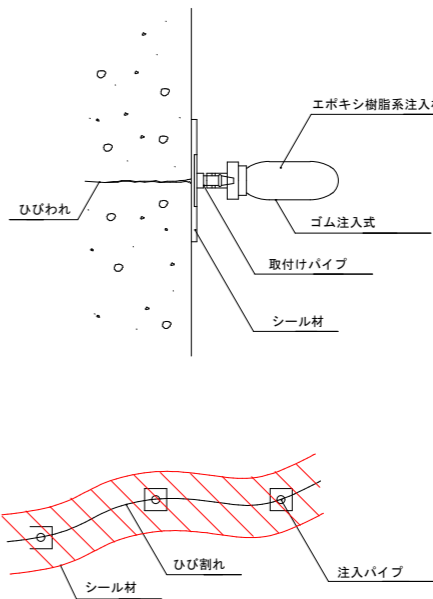 エポキシ樹脂系注入
ひびわれ
ゴム注入式
取付けパイプ
シール材
ひび割れ
注入パイプ
シール材